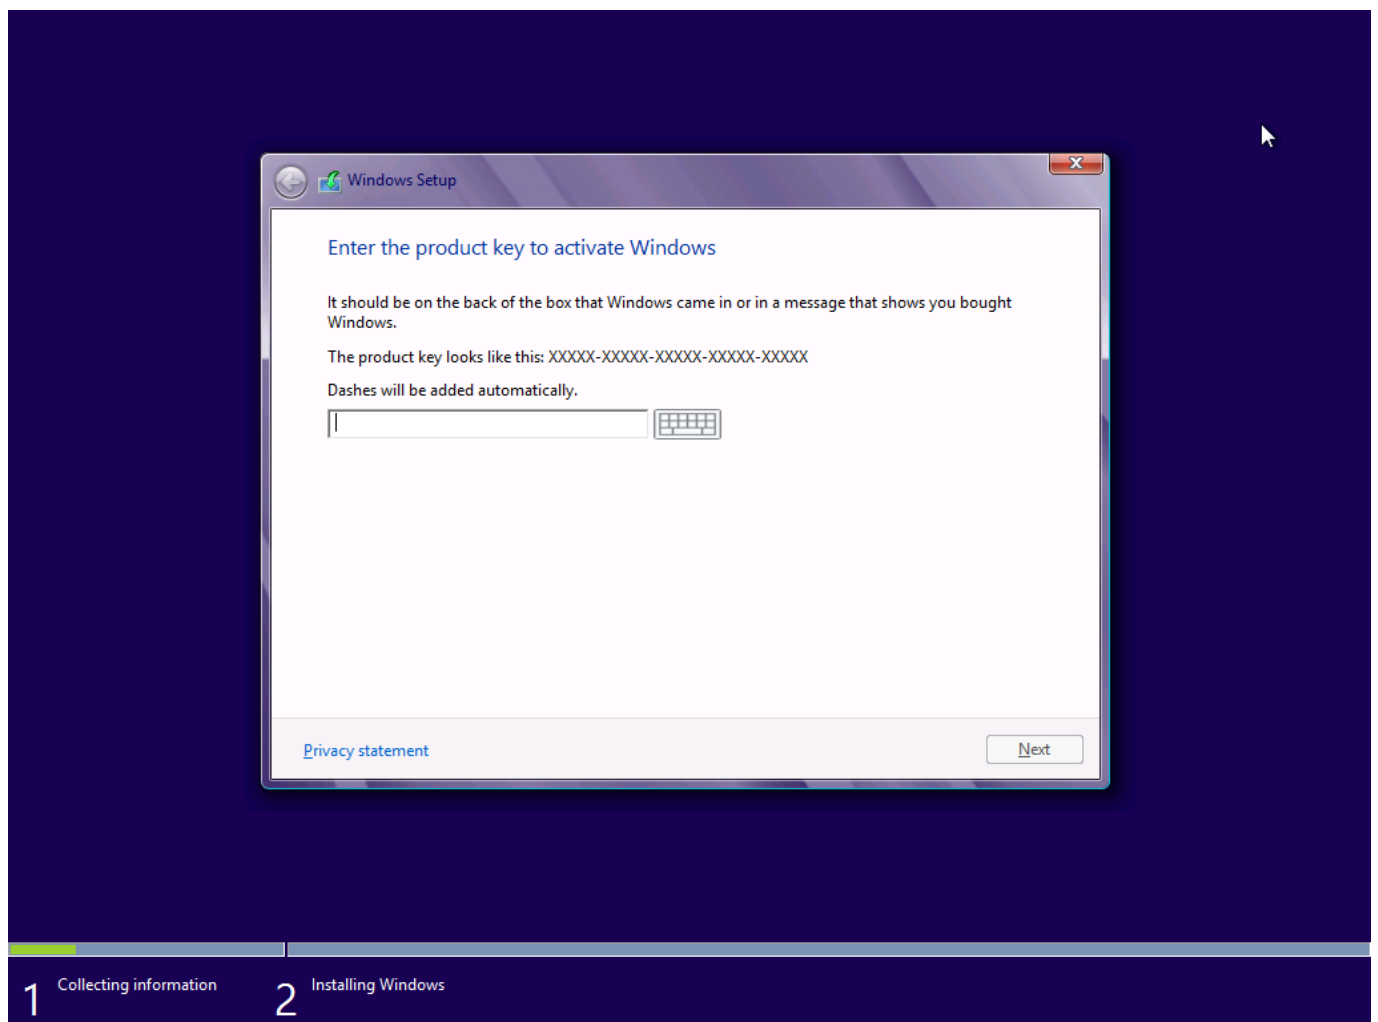 Windows Setup
Enter the product key to activate Windows
It should be on the back of the box that Windows came in or in a message that shows you bought
Windows.
The product key looks like this: XXXXX-XXXXX-XXXXX-XXXXX-XXXXX
Dashes will be added automatically.
Privacy statement
Next
1 Collecting information
2 Installing Windows